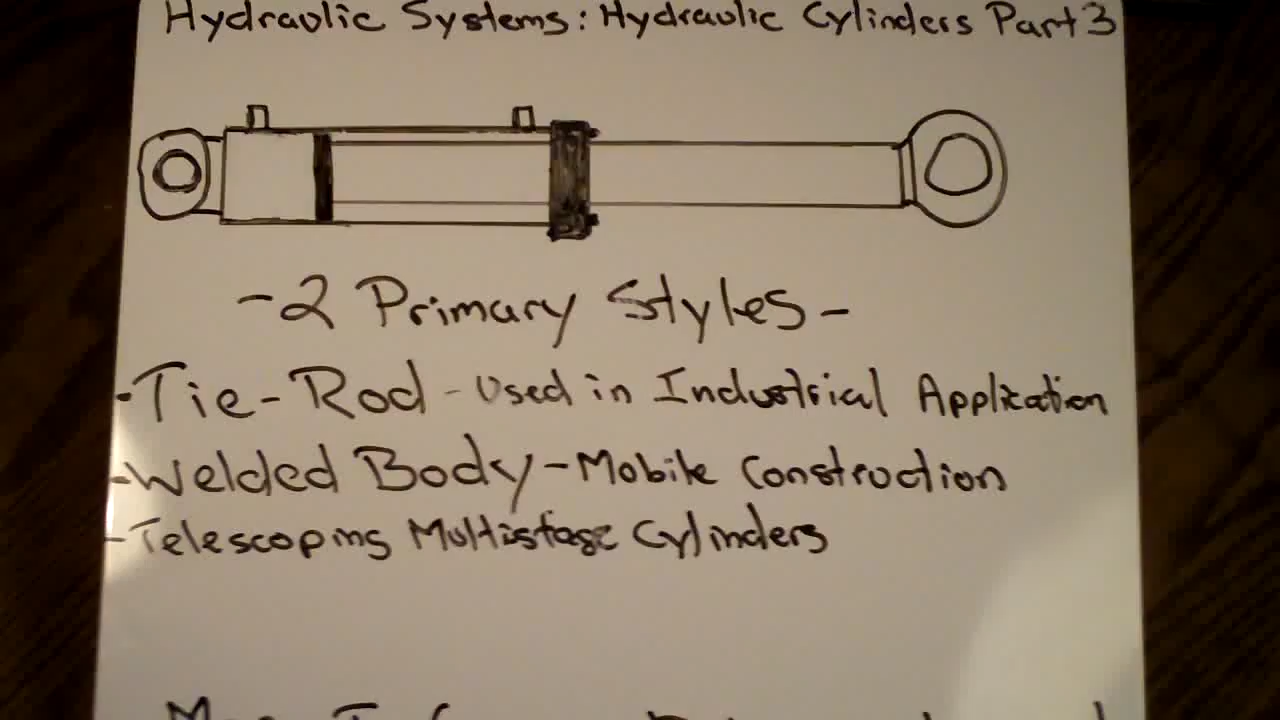 Hydraulic Systems: Hydraulic Cylinders Part 3
-2 Primary Styles-
- Tie-Rod - Used in Industrial Application
- Welded Body - Mobile Construction
- Telescoping Multistage Cylinders